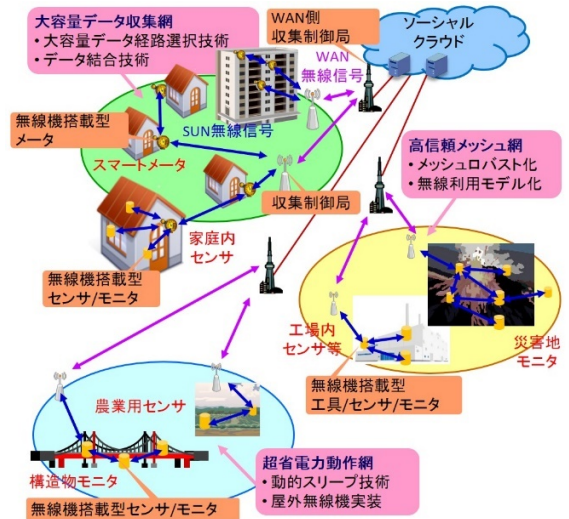 大容量データ収集網
• 大容量データ経路選択技術
• データ結合技術
WAN側
収集制御局
ソーシャル
クラウド
WAN
無線信号
SUN無線信号
無線機搭載型
メータ
スマートメータ
高信頼メッシュ網
• メッシュロバスト化
• 無線利用モデル化
収集制御局
家庭内
センサ
無線機搭載型
センサ/モニタ
工場内
センサ等
災害地
モニタ
無線機搭載型
工具/センサ/モニタ
農業用センサ
構造物モニタ
超省電力動作網
• 動的スリープ技術
• 屋外無線機実装
無線機搭載型センサ/モニタ